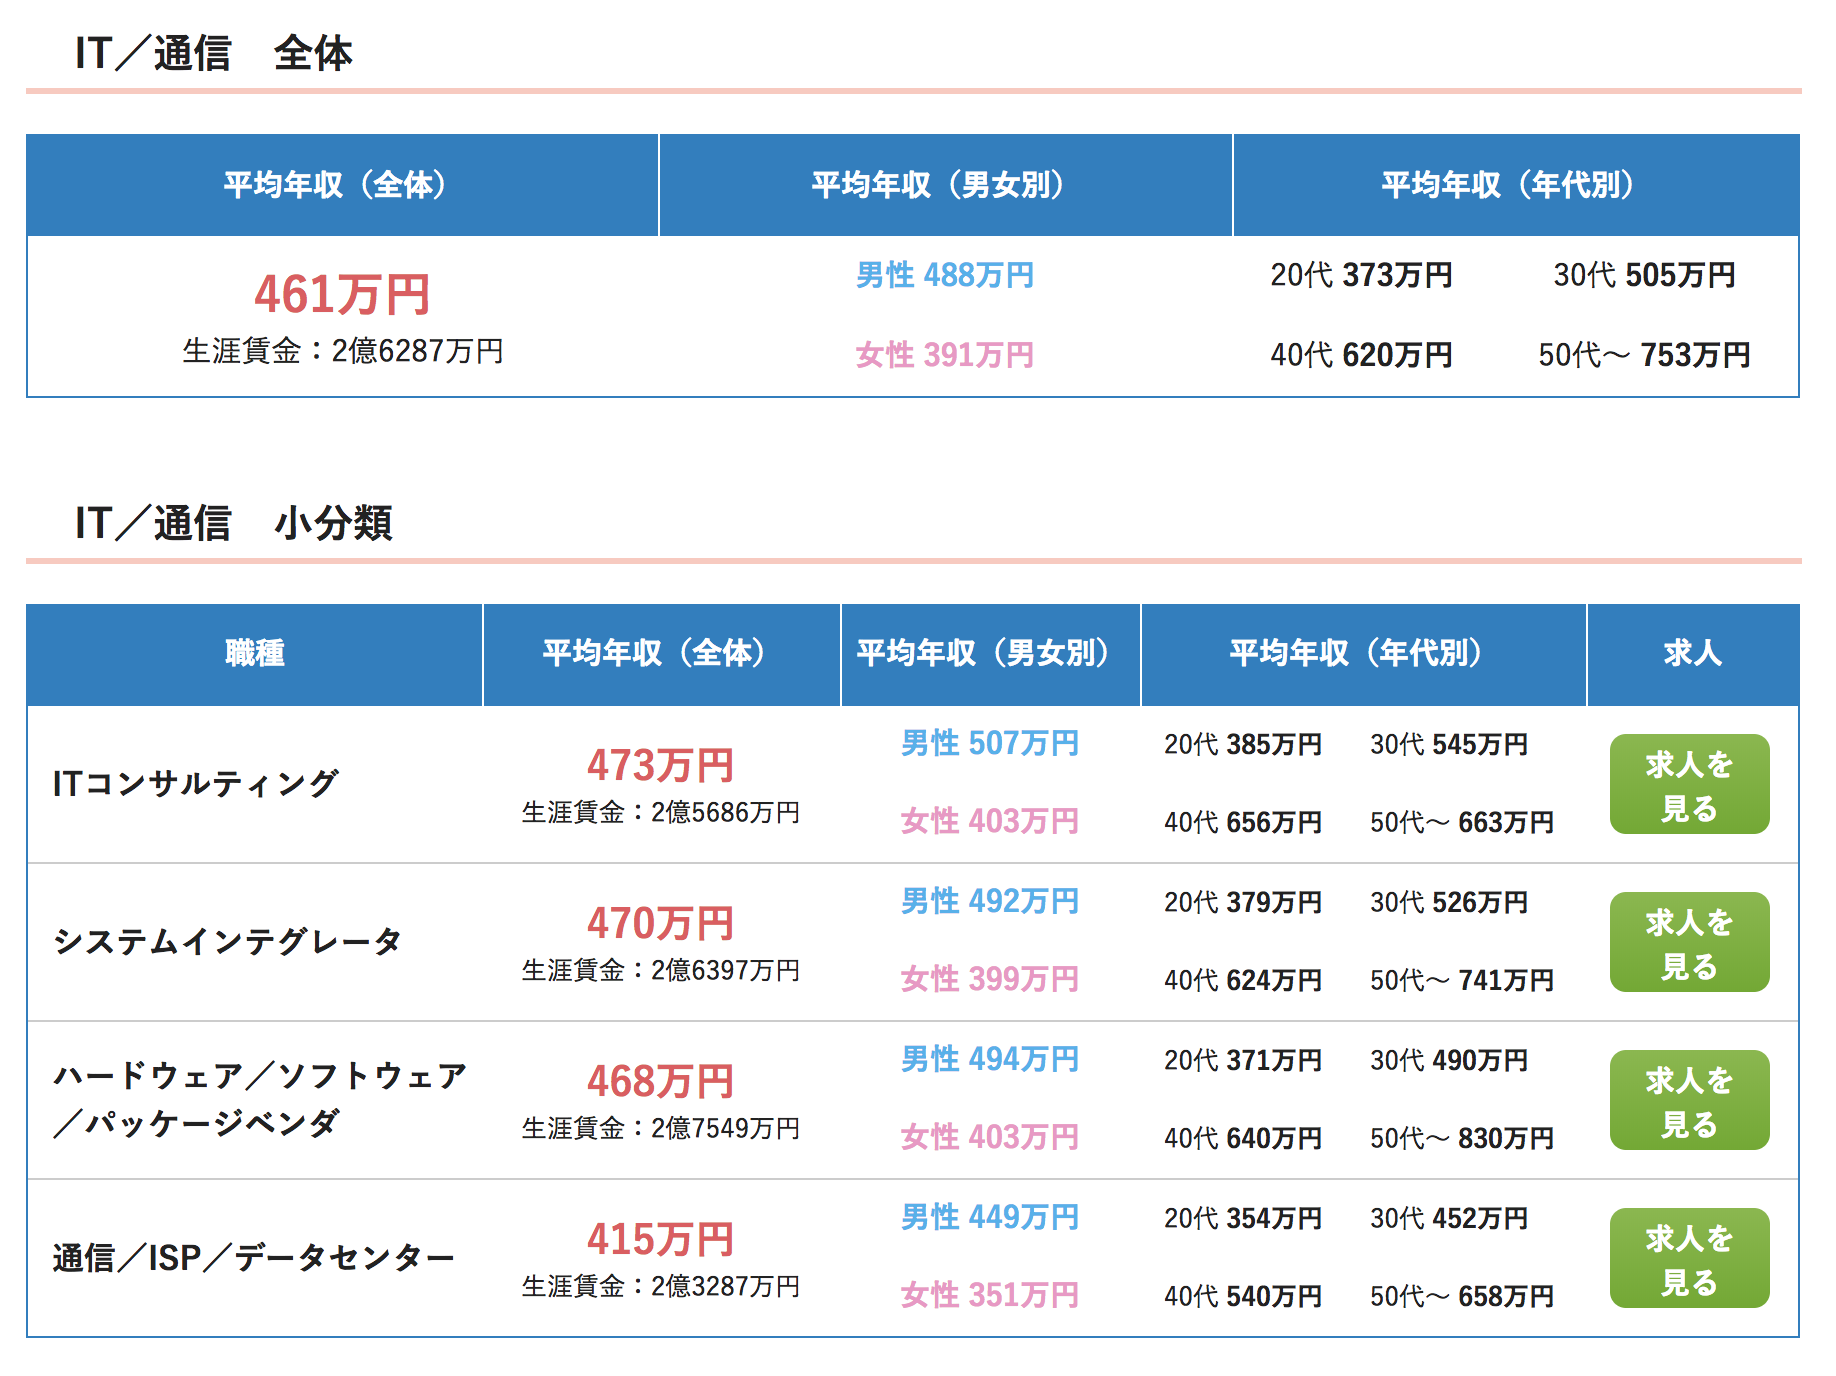 IT／通信　全体
平均年収（全体）
平均年収（男女別）
平均年収（年代別）
461万円
生涯賃金：2億6287万円
男性 488万円
女性 391万円
20代 373万円
30代 505万円
40代 620万円
50代～ 753万円
IT／通信　小分類
職種
平均年収（全体）
平均年収（男女別）
平均年収（年代別）
求人
ITコンサルティング
473万円
生涯賃金：2億5686万円
男性 507万円
女性 403万円
20代 385万円
30代 545万円
40代 656万円
50代～ 663万円
求人を
見る
システムインテグレータ
470万円
生涯賃金：2億6397万円
男性 492万円
女性 399万円
20代 379万円
30代 526万円
40代 624万円
50代～ 741万円
求人を
見る
ハードウェア／ソフトウェア
／パッケージベンダ
468万円
生涯賃金：2億7549万円
男性 494万円
女性 403万円
20代 371万円
30代 490万円
40代 640万円
50代～ 830万円
求人を
見る
通信／ISP／データセンター
415万円
生涯賃金：2億3287万円
男性 449万円
女性 351万円
20代 354万円
30代 452万円
40代 540万円
50代～ 658万円
求人を
見る